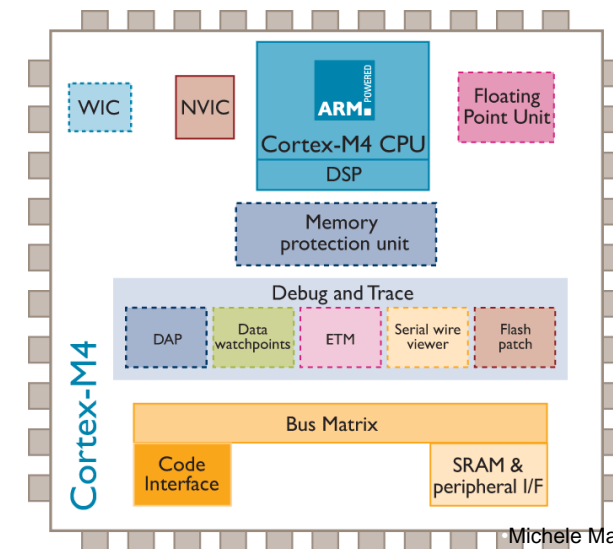 WIC
NVIC
ARM
POWERED
Cortex-M4 CPU
DSP
Floating
Point Unit
Memory
protection unit
Debug and Trace
DAP
Data
watchpoints
ETM
Serial wire
viewer
Flash
patch
Cortex-M4
Bus Matrix
Code
Interface
SRAM &
peripheral I/F
•Michele Ma